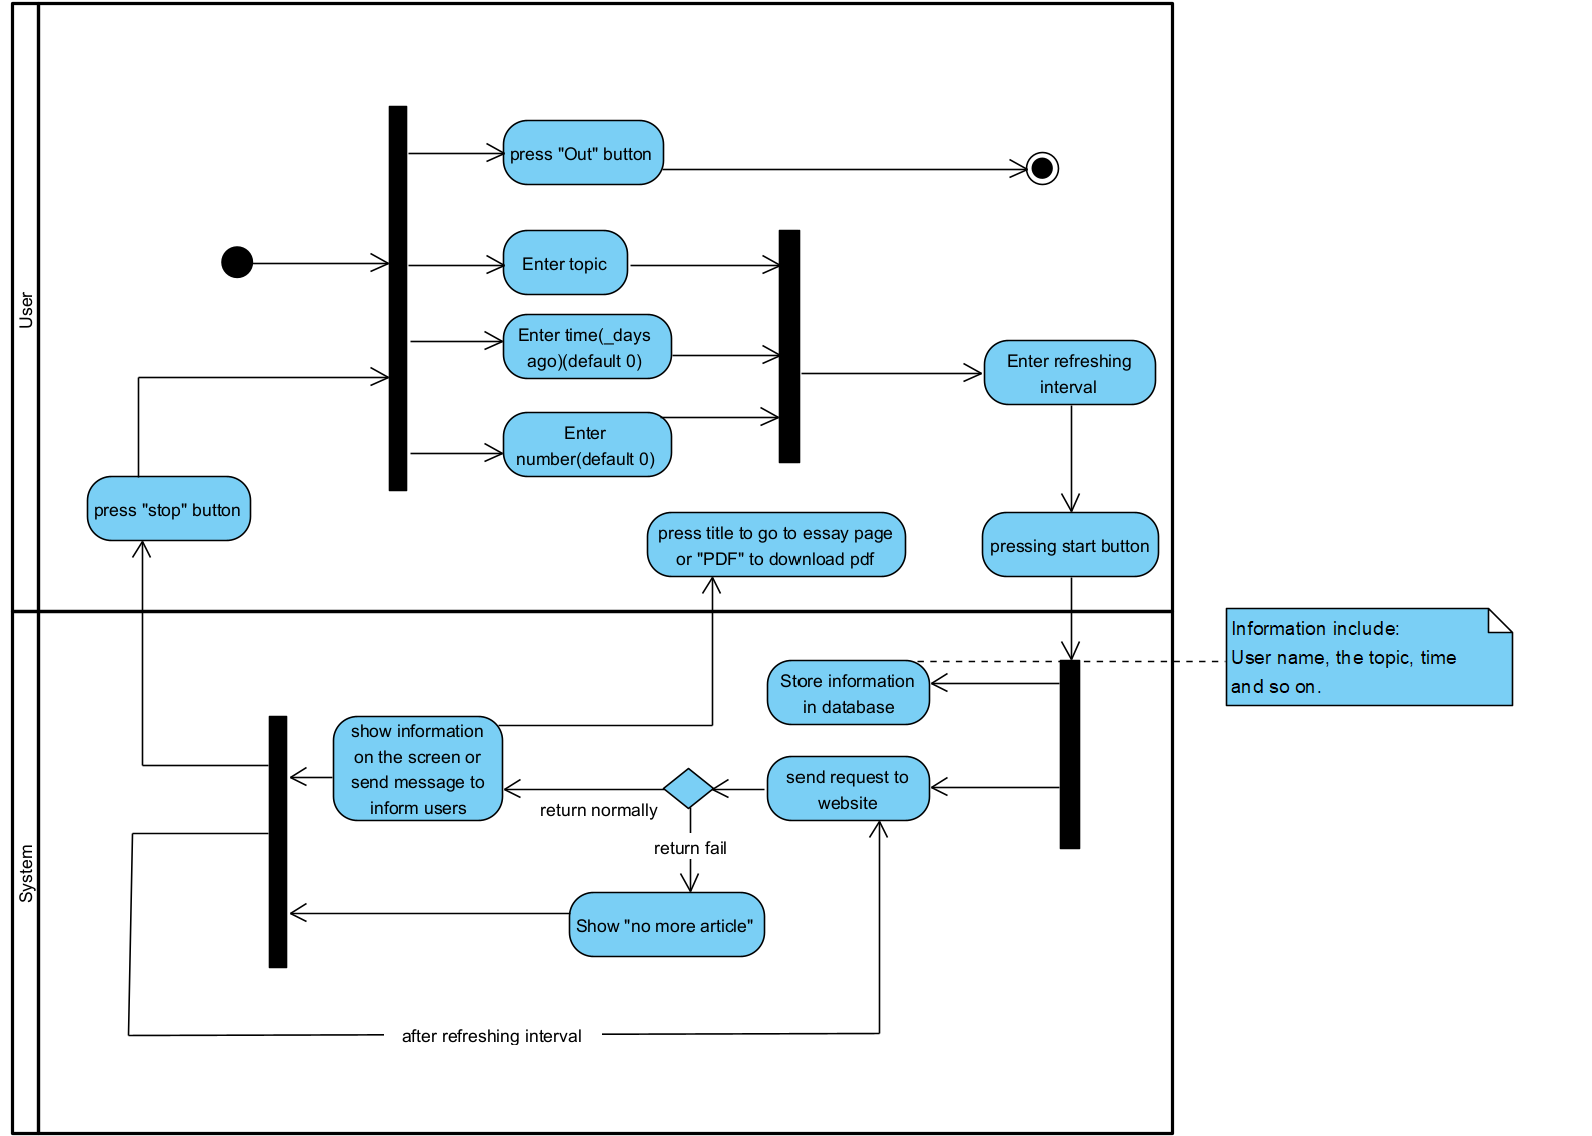 User
press "Out" button
Enter topic
Enter time(_days
ago)(default 0)
Enter
number(default 0)
Enter refreshing
interval
press "stop" button
press title to go to essay page
or "PDF" to download pdf
pressing start button
System
Information include:
User name, the topic, time
and so on.
Store information
in database
show information
on the screen or
send message to
inform users
return normally
send request to
website
return fail
Show "no more article"
after refreshing interval